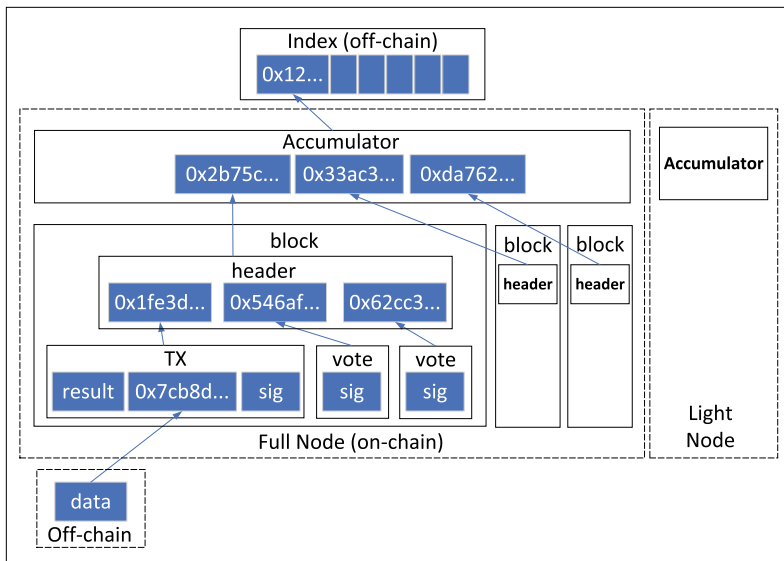 Index (off-chain)
0x12...
Accumulator
0x2b75c... 0x33ac3... 0xda762...
Accumulator
block
header
0x1fe3d... 0x546af... 0x62cc3...
TX
result 0x7cb8d... sig
vote
sig
vote
sig
block
header
block
header
Full Node (on-chain)
Light
Node
data
Off-chain